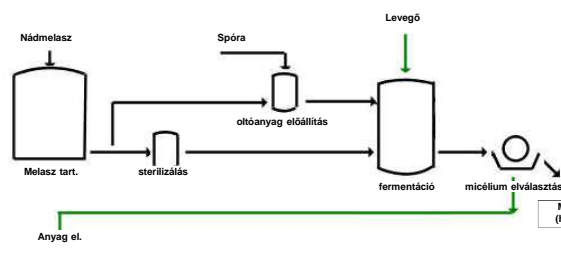 Nádmelasz
Spóra
Levegő
oltóanyag előállítás
Melasz tart.
sterilizálás
fermentáció
micélium elválasztás
Anyag el.